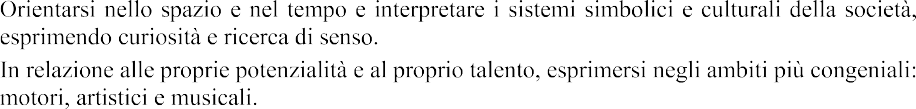 Orientarsi nello spazio e nel tempo e interpretare i sistemi simbolici e culturali della società,
esprimendo curiosità e ricerca di senso.
In relazione alle proprie potenzialità e al proprio talento, esprimersi negli ambiti più congeniali:
motori, artistici e musicali.